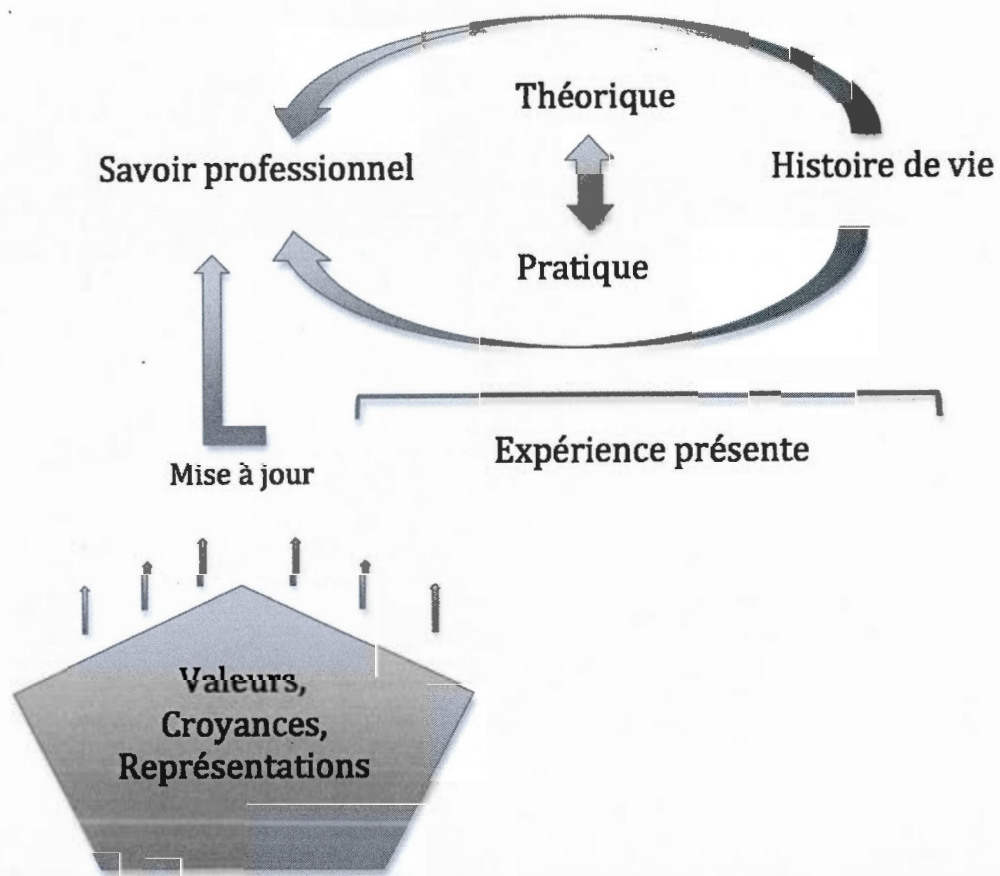 Théorique
Savoir professionnel
Histoire de vie
Pratique
Expérience présente
Mise à jour
Valeurs,
Croyances,
Représentations